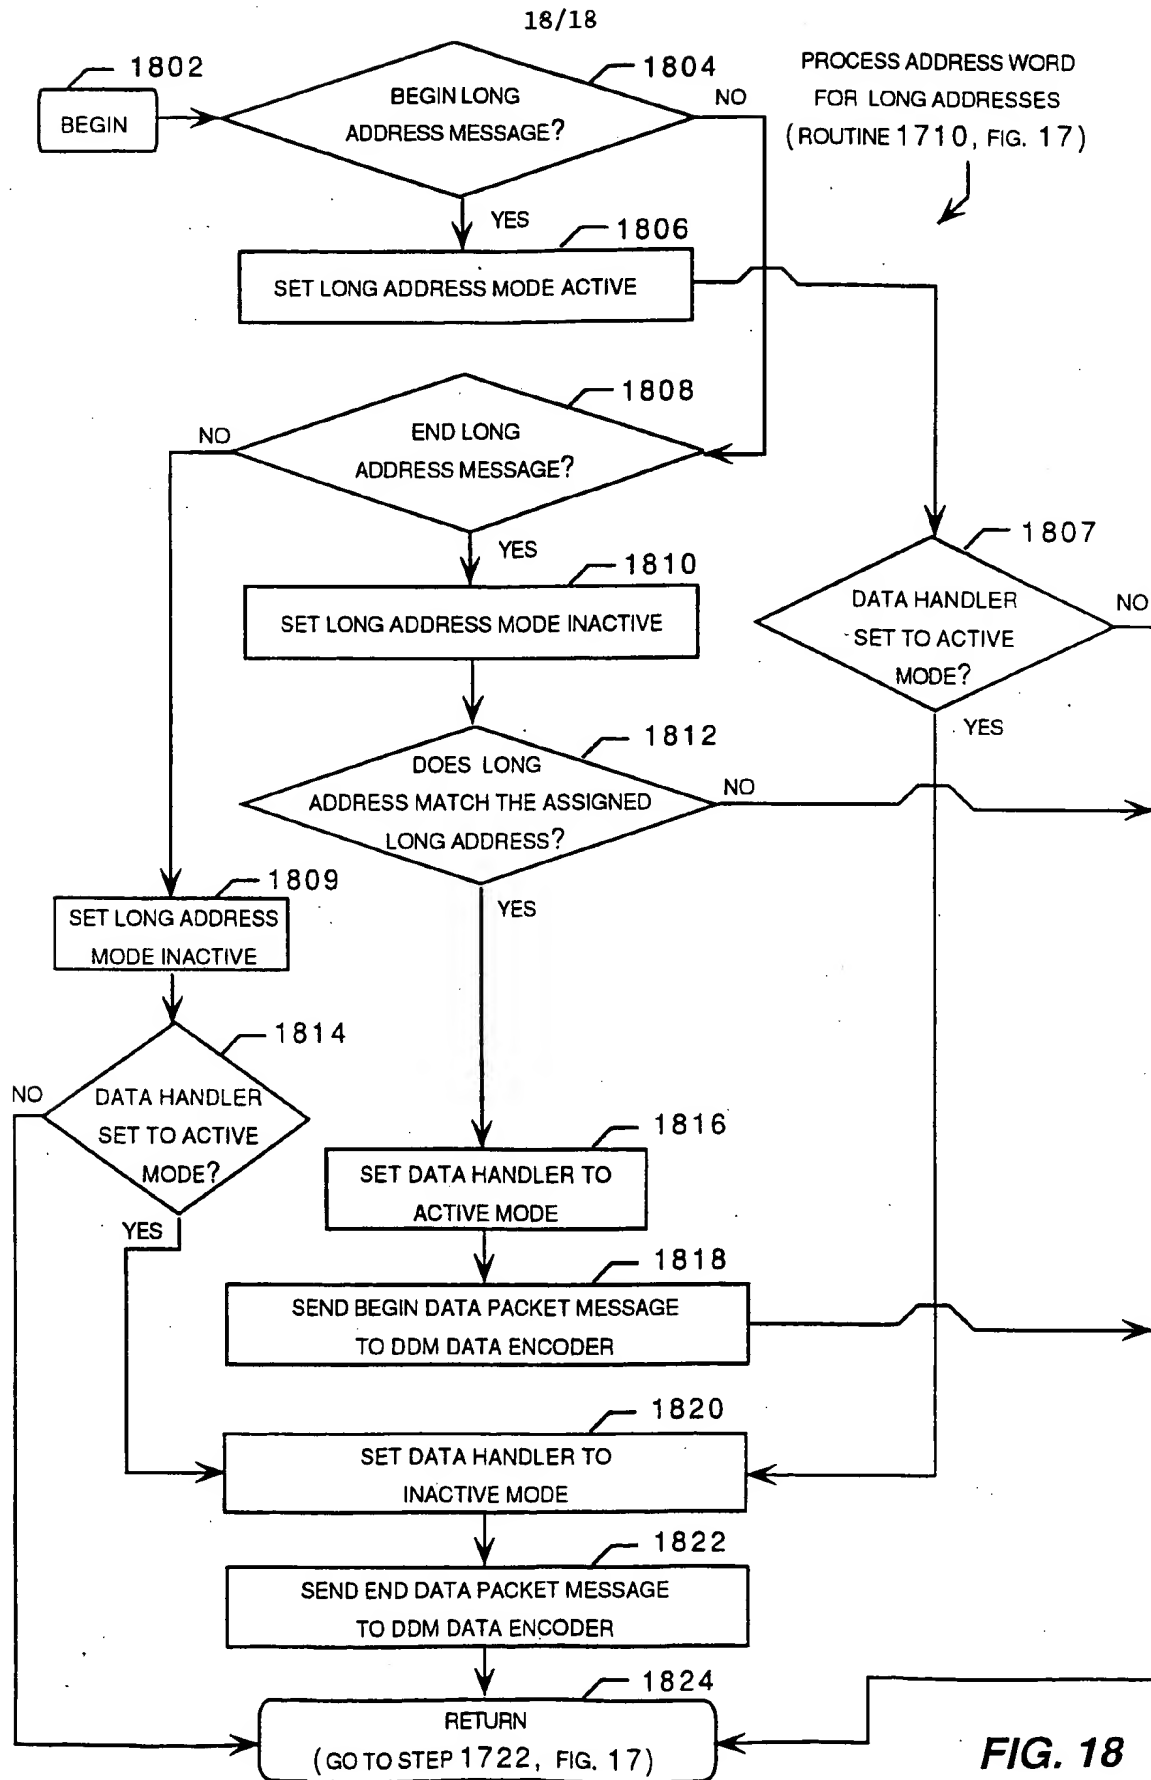 18/18
1802
BEGIN
1804
BEGIN LONG
ADDRESS MESSAGE?
NO
YES
PROCESS ADDRESS WORD
FOR LONG ADDRESSES
(ROUTINE 1710, FIG. 17)
1806
SET LONG ADDRESS MODE ACTIVE
1808
END LONG
ADDRESS MESSAGE?
NO
YES
1807
DATA HANDLER
SET TO ACTIVE
MODE?
NO
YES
1810
SET LONG ADDRESS MODE INACTIVE
1812
DOES LONG
ADDRESS MATCH THE ASSIGNED
LONG ADDRESS?
NO
YES
1809
SET LONG ADDRESS
MODE INACTIVE
1814
DATA HANDLER
SET TO ACTIVE
MODE?
NO
YES
1816
SET DATA HANDLER TO
ACTIVE MODE
1818
SEND BEGIN DATA PACKET MESSAGE
TO DDM DATA ENCODER
1820
SET DATA HANDLER TO
INACTIVE MODE
1822
SEND END DATA PACKET MESSAGE
TO DDM DATA ENCODER
1824
RETURN
(GO TO STEP 1722, FIG. 17)
FIG. 18